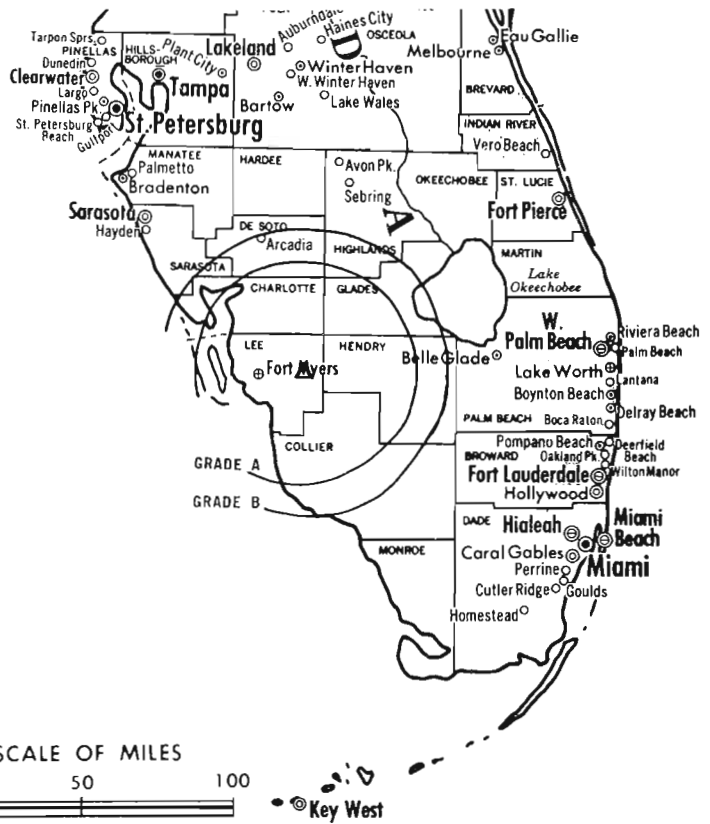 Auburndale
Haines City
Tarpon Sprs.
PINELLAS
HILLS-
BOROUGH
Plant City
Lakeland
D
OSCEOLA
Eau Gallie
Melbourne
Dunedin
Clearwater
Largo
Tampa
Winter Haven
W. Winter Haven
Bartow
Lake Wales
BREVARD
Pinellas Pk.
St. Petersburg
St. Petersburg
Beach
Gulfport
INDIAN RIVER
Vero Beach
MANATEE
HARDEE
Palmetto
Bradenton
Avon Pk.
Sebring
OKEECHOBEE
ST. LUCIE
Sarasota
Hayden
DE SOTO
Arcadia
A
Fort Pierce
HIGHLANDS
MARTIN
SARASOTA
CHARLOTTE
GLADES
Lake
Okeechobee
LEE
HENDRY
Fort Myers
Belle Glade
W.
Palm Beach
Riviera Beach
Palm Beach
Lake Worth
Lantana
Boynton Beach
Delray Beach
PALM BEACH
Boca Raton
COLLIER
Pompano Beach
Deerfield
Beach
BROWARD
Oakland Pk.
Wilton Manor
GRADE A
Fort Lauderdale
GRADE B
Hollywood
DADE
Hialeah
Miami
Beach
MONROE
Caral Gables
Miami
Perrine
Cutler Ridge
Goulds
Homestead
SCALE OF MILES
50
100
Key West